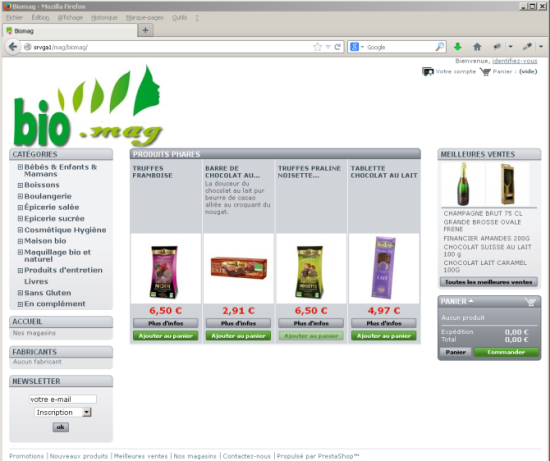 Biomag - Mozilla Firefox
Fichier Édition Affichage Historique Marque-pages Outils ?
Biomag
srvga1/mag/biomag/
Google
Bienvenue, identifiez-vous
Votre compte Panier : (vide)
bio.mag
CATÉGORIES
Bébés & Enfants & Mamans
Boissons
Boulangerie
Épicerie salée
Epicerie sucrée
Cosmétique Hygiène
Maison bio
Maquillage bio et naturel
Produits d'entretien
Livres
Sans Gluten
En complément
ACCUEIL
Nos magasins
FABRICANTS
Aucun fabricant
NEWSLETTER
votre e-mail
Inscription
ok
PRODUITS PHARES
TRUFFES FRAMBOISE
6,50 €
Plus d'infos
Ajouter au panier
BARRE DE CHOCOLAT AU...
La douceur du chocolat au lait pur beurre de cacao alliée au croquant du nougat.
2,91 €
Plus d'infos
Ajouter au panier
TRUFFES PRALINE NOISETTE...
6,50 €
Plus d'infos
Ajouter au panier
TABLETTE CHOCOLAT AU LAIT
4,97 €
Plus d'infos
Ajouter au panier
MEILLEURES VENTES
CHAMPAGNE BRUT 75 CL
GRANDE BROSSE OVALE FRENE
FINANCIER AMANDES 200G
CHOCOLAT SUISSE AU LAIT 100 g
CHOCOLAT LAIT CARAMEL 100G
Toutes les meilleures ventes
PANIER
Aucun produit
Expédition 0,00 €
Total 0,00 €
Panier Commander
Promotions | Nouveaux produits | Meilleures ventes | Nos magasins | Contactez-nous | Propulsé par PrestaShop™